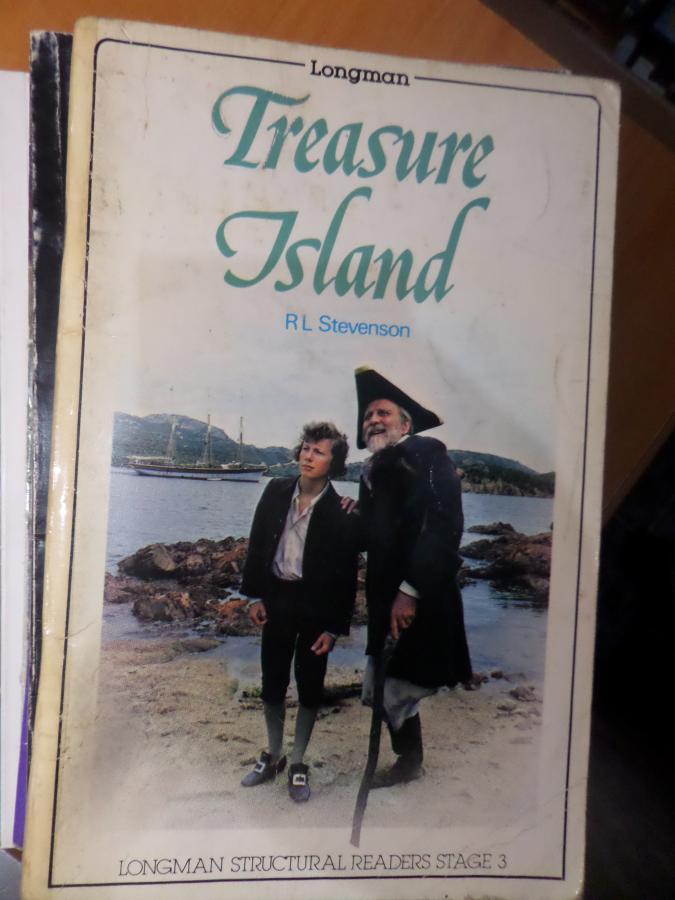 Longman
Treasure
Island
R L Stevenson
LONGMAN STRUCTURAL READERS STAGE 3